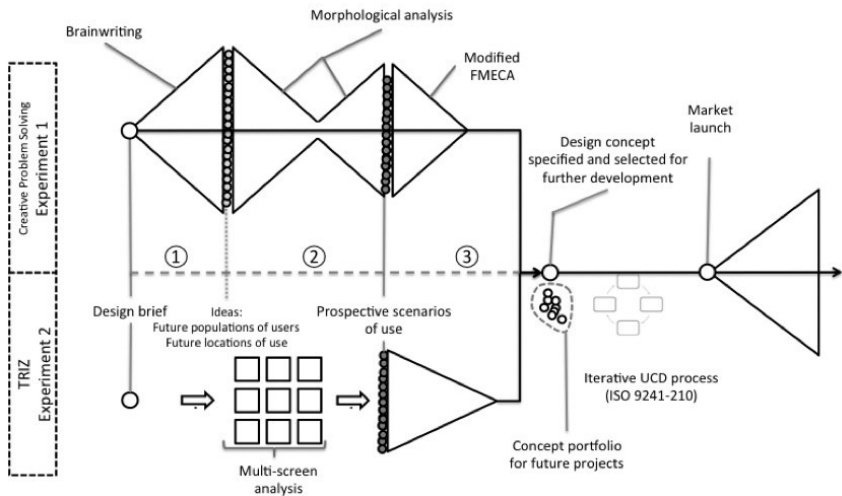 Brainwriting
Morphological analysis
Modified
FMECA
Creative Problem Solving
Experiment 1
Design concept
specified and selected for
further development
Market
launch
1
2
3
Design brief
Ideas:
Future populations of users
Future locations of use
Prospective scenarios
of use
TRIZ
Experiment 2
Multi-screen
analysis
Iterative UCD process
(ISO 9241-210)
Concept portfolio
for future projects